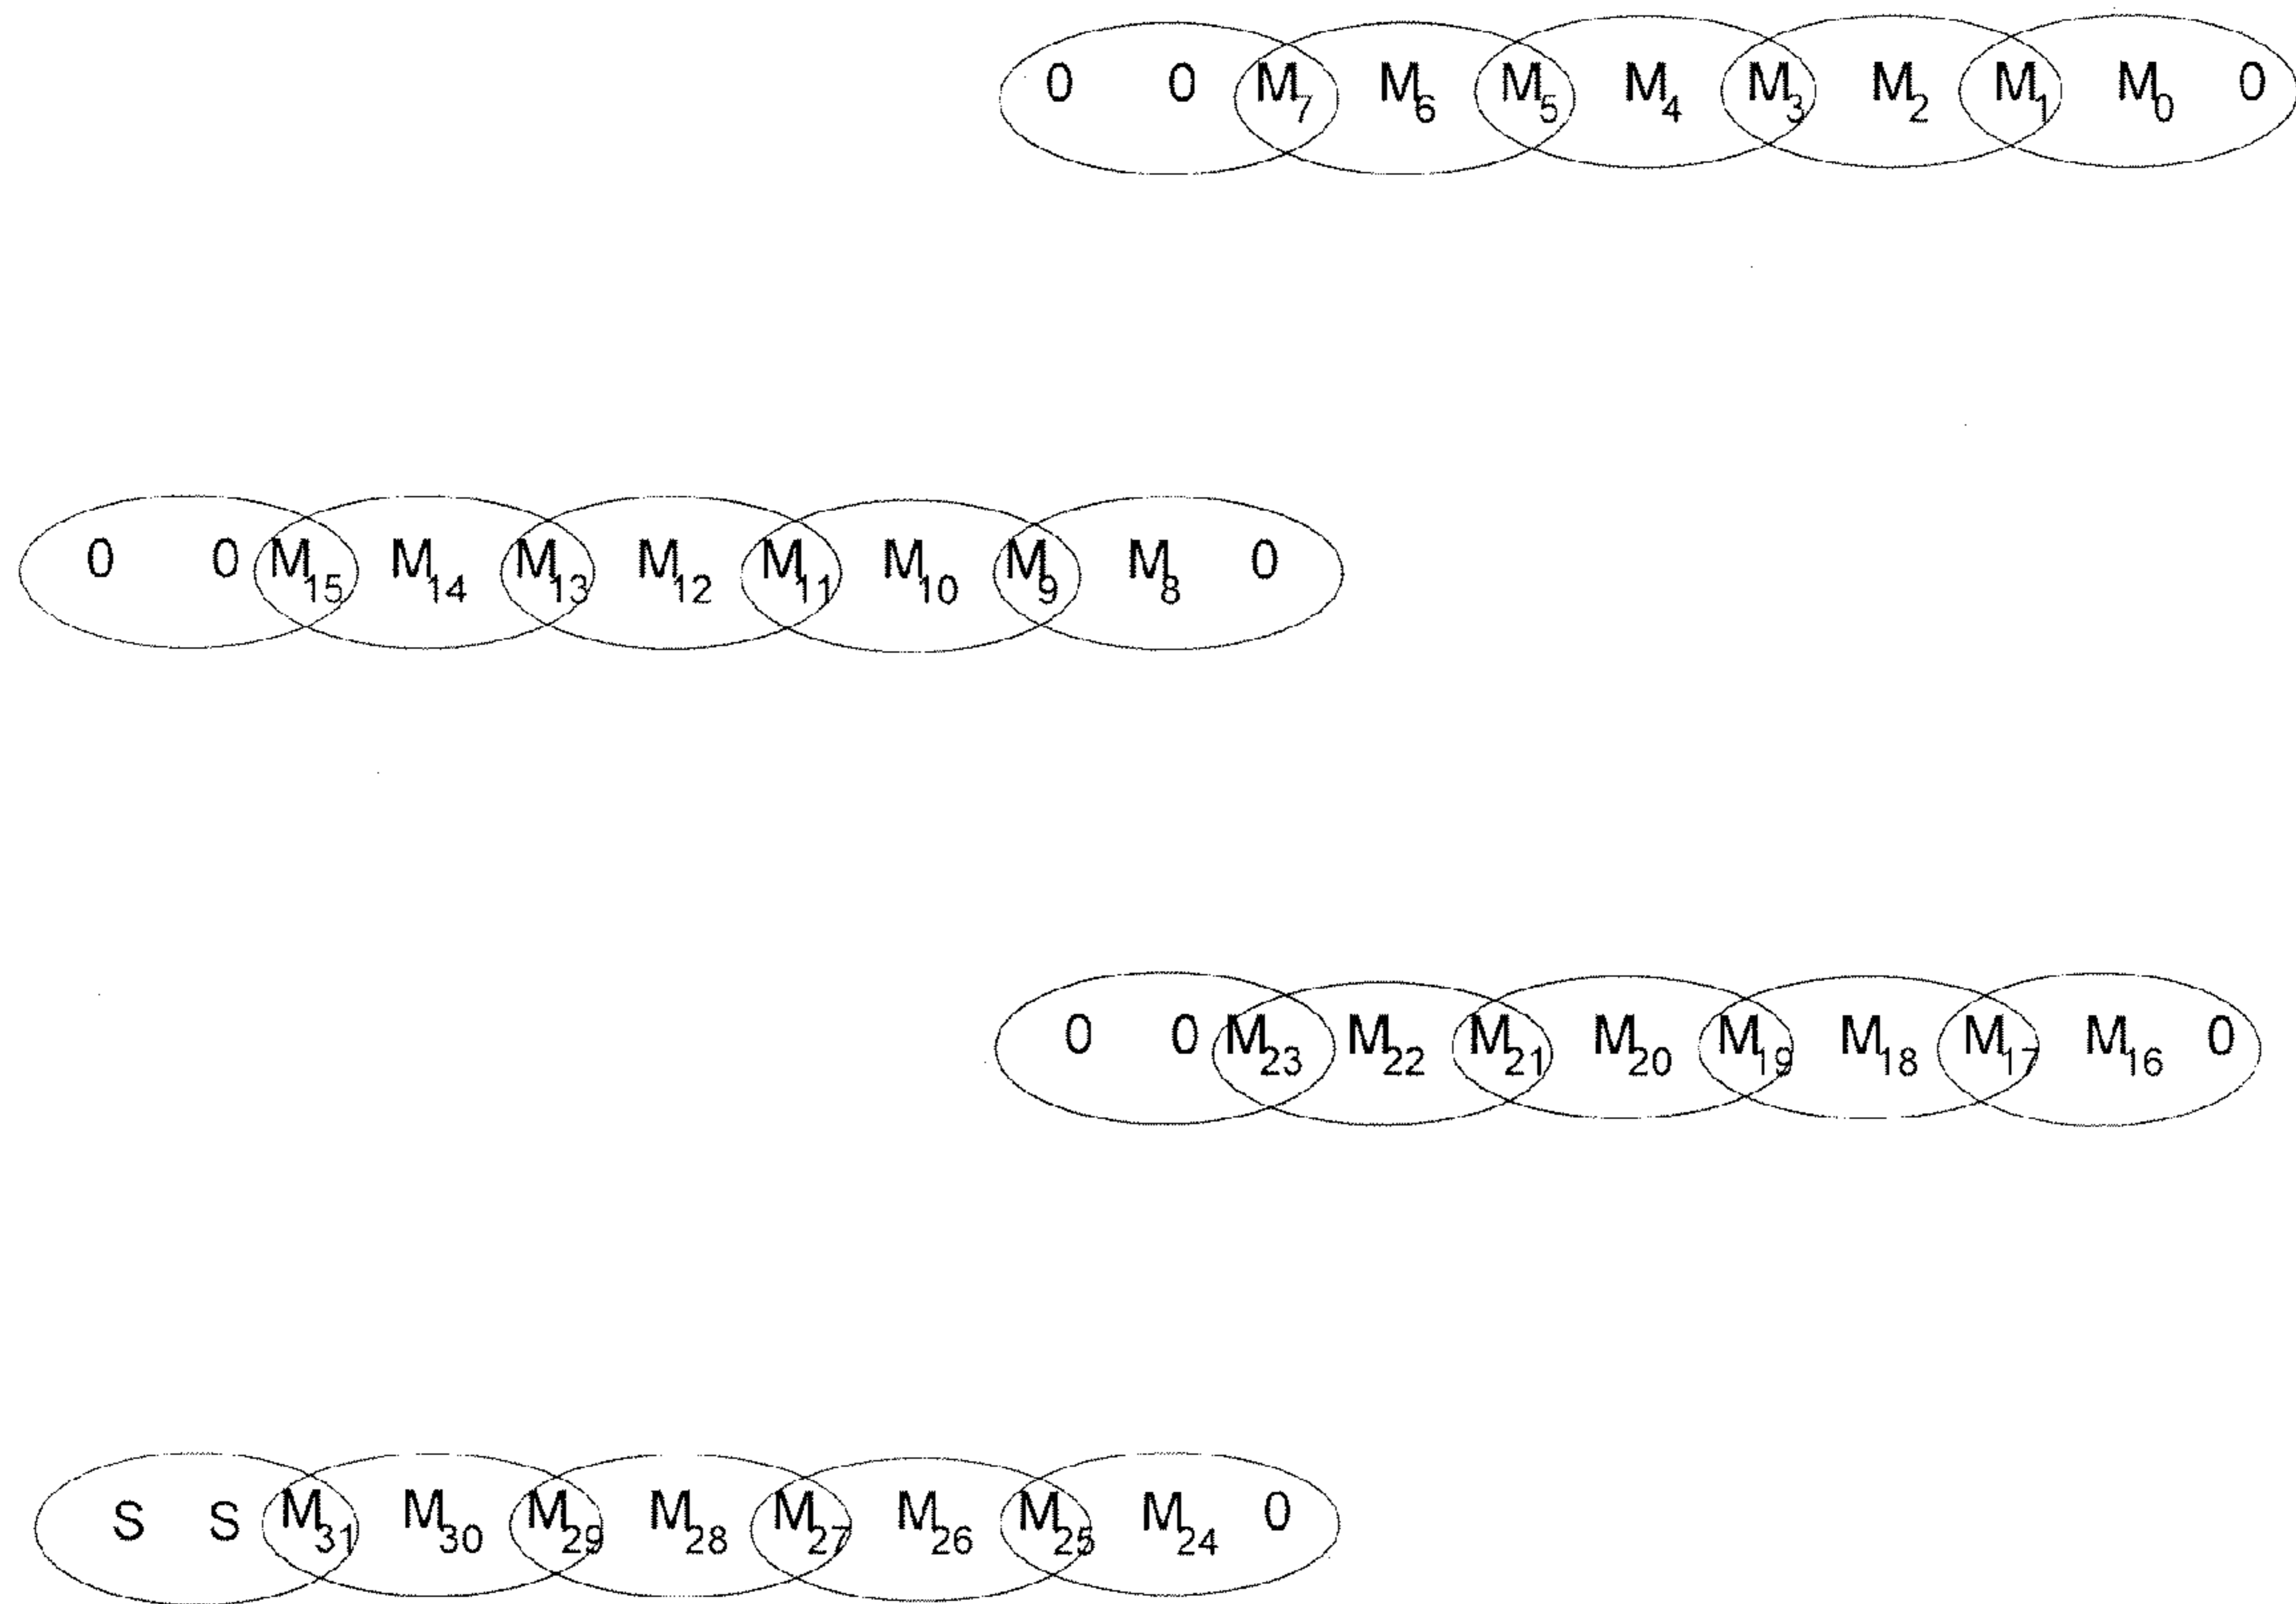 0 0 M₇ M₆ M₅ M₄ M₃ M₂ M₁ M₀ 0
0 0 M₁₅ M₁₄ M₁₃ M₁₂ M₁₁ M₁₀ M₉ M₈ 0
0 0 M₂₃ M₂₂ M₂₁ M₂₀ M₁₉ M₁₈ M₁₇ M₁₆ 0
S S M₃₁ M₃₀ M₂₉ M₂₈ M₂₇ M₂₆ M₂₅ M₂₄ 0